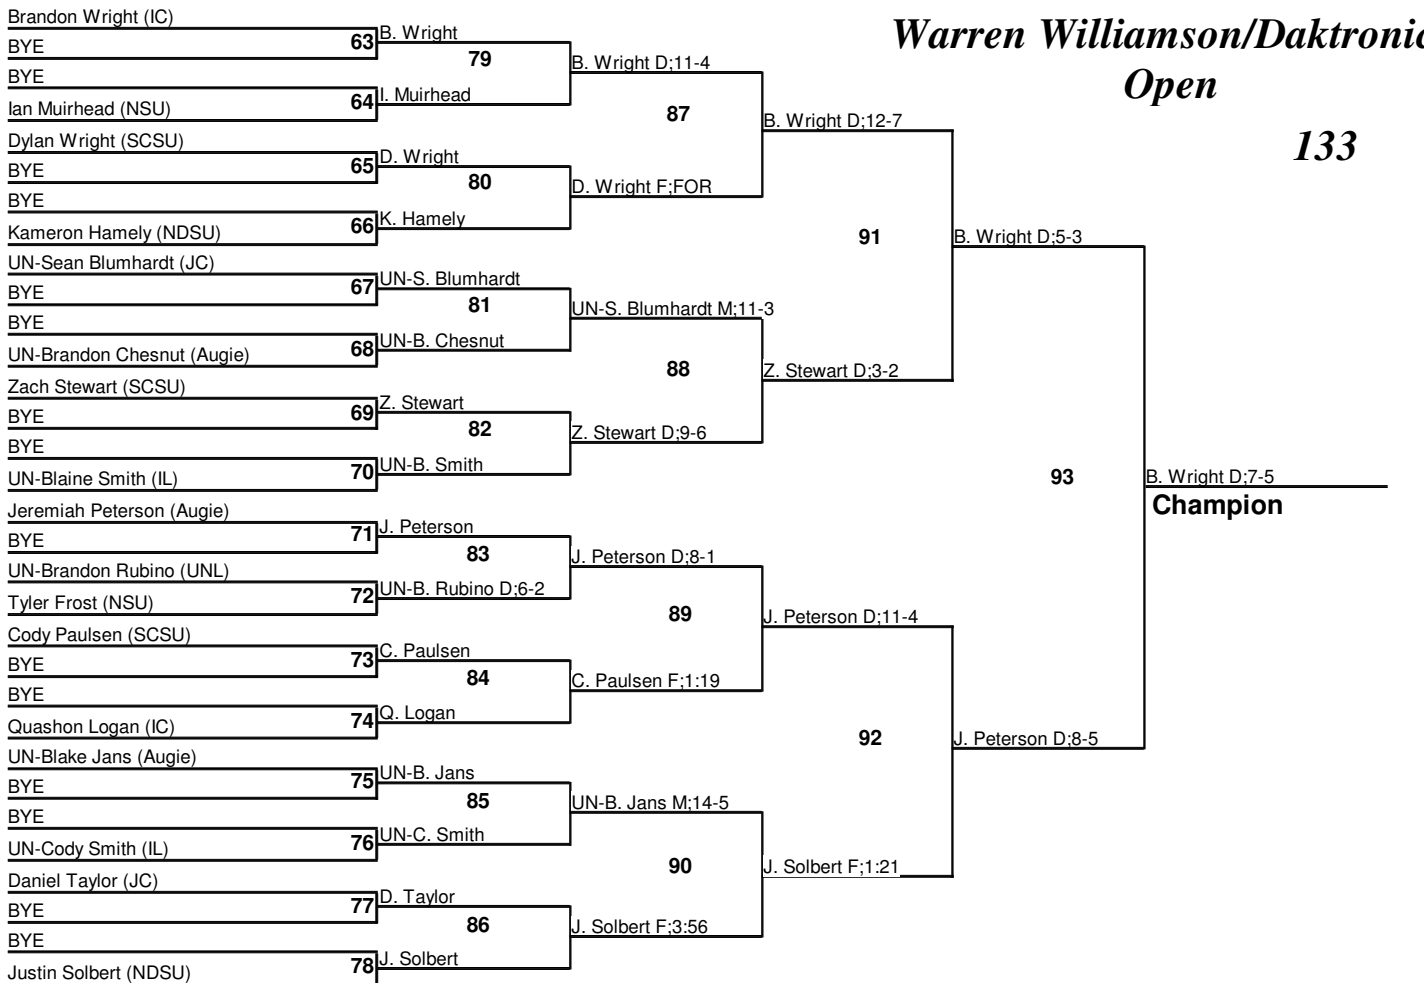 Warren Williamson/Daktronic
Open
133
Brandon Wright (IC)
BYE
63
BYE
Ian Muirhead (NSU)
64
Dylan Wright (SCSU)
BYE
65
BYE
Kameron Hamely (NDSU)
66
UN-Sean Blumhardt (JC)
BYE
67
BYE
UN-Brandon Chesnut (Augie)
68
Zach Stewart (SCSU)
BYE
69
BYE
UN-Blaine Smith (IL)
70
Jeremiah Peterson (Augie)
BYE
71
UN-Brandon Rubino (UNL)
Tyler Frost (NSU)
72
Cody Paulsen (SCSU)
BYE
73
BYE
Quashon Logan (IC)
74
UN-Blake Jans (Augie)
BYE
75
BYE
UN-Cody Smith (IL)
76
Daniel Taylor (JC)
BYE
77
BYE
Justin Solbert (NDSU)
78
B. Wright
79
I. Muirhead
D. Wright
80
K. Hamely
UN-S. Blumhardt
81
UN-B. Chesnut
Z. Stewart
82
UN-B. Smith
J. Peterson
83
UN-B. Rubino D;6-2
C. Paulsen
84
Q. Logan
UN-B. Jans
85
UN-C. Smith
D. Taylor
86
J. Solbert
B. Wright D;11-4
87
D. Wright F;FOR
UN-S. Blumhardt M;11-3
88
Z. Stewart D;9-6
J. Peterson D;8-1
89
C. Paulsen F;1:19
UN-B. Jans M;14-5
90
J. Solbert F;3:56
B. Wright D;12-7
91
Z. Stewart D;3-2
J. Peterson D;11-4
92
J. Solbert F;1:21
B. Wright D;5-3
93
J. Peterson D;8-5
B. Wright D;7-5
Champion